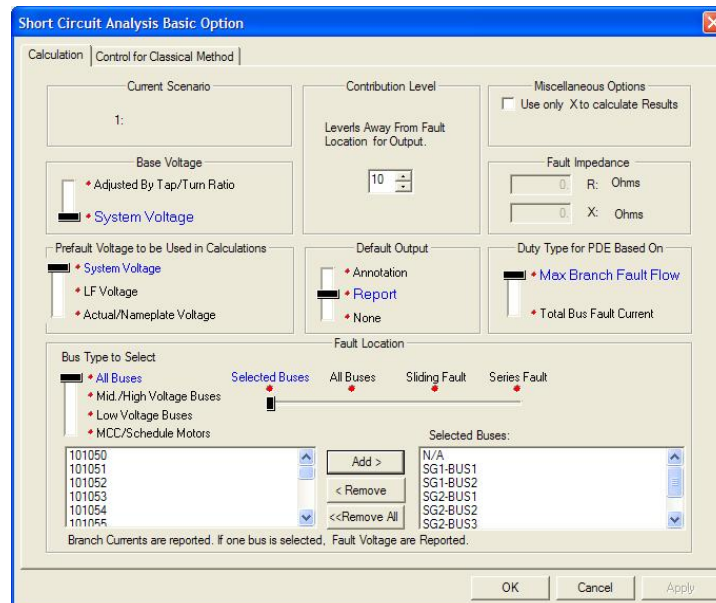 Short Circuit Analysis Basic Option
Calculation
Control for Classical Method
Current Scenario
1:
Contribution Level
Leverls Away From Fault
Location for Output.
10
Miscellaneous Options
Use only X to calculate Results
Base Voltage
Adjusted By Tap/Turn Ratio
System Voltage
Fault Impedance
0. R: Ohms
0. X: Ohms
Prefault Voltage to be Used in Calculations
System Voltage
LF Voltage
Actual/Nameplate Voltage
Default Output
Annotation
Report
None
Duty Type for PDE Based On
Max Branch Fault Flow
Total Bus Fault Current
Fault Location
Bus Type to Select
All Buses
Mid./High Voltage Buses
Low Voltage Buses
MCC/Schedule Motors
Selected Buses
All Buses
Sliding Fault
Series Fault
101050
101051
101052
101053
101054
101055
Add >
< Remove
<<Remove All
Selected Buses:
N/A
SG1-BUS1
SG1-BUS2
SG2-BUS1
SG2-BUS2
SG2-BUS3
Branch Currents are reported. If one bus is selected, Fault Voltage are Reported.
OK
Cancel
Apply